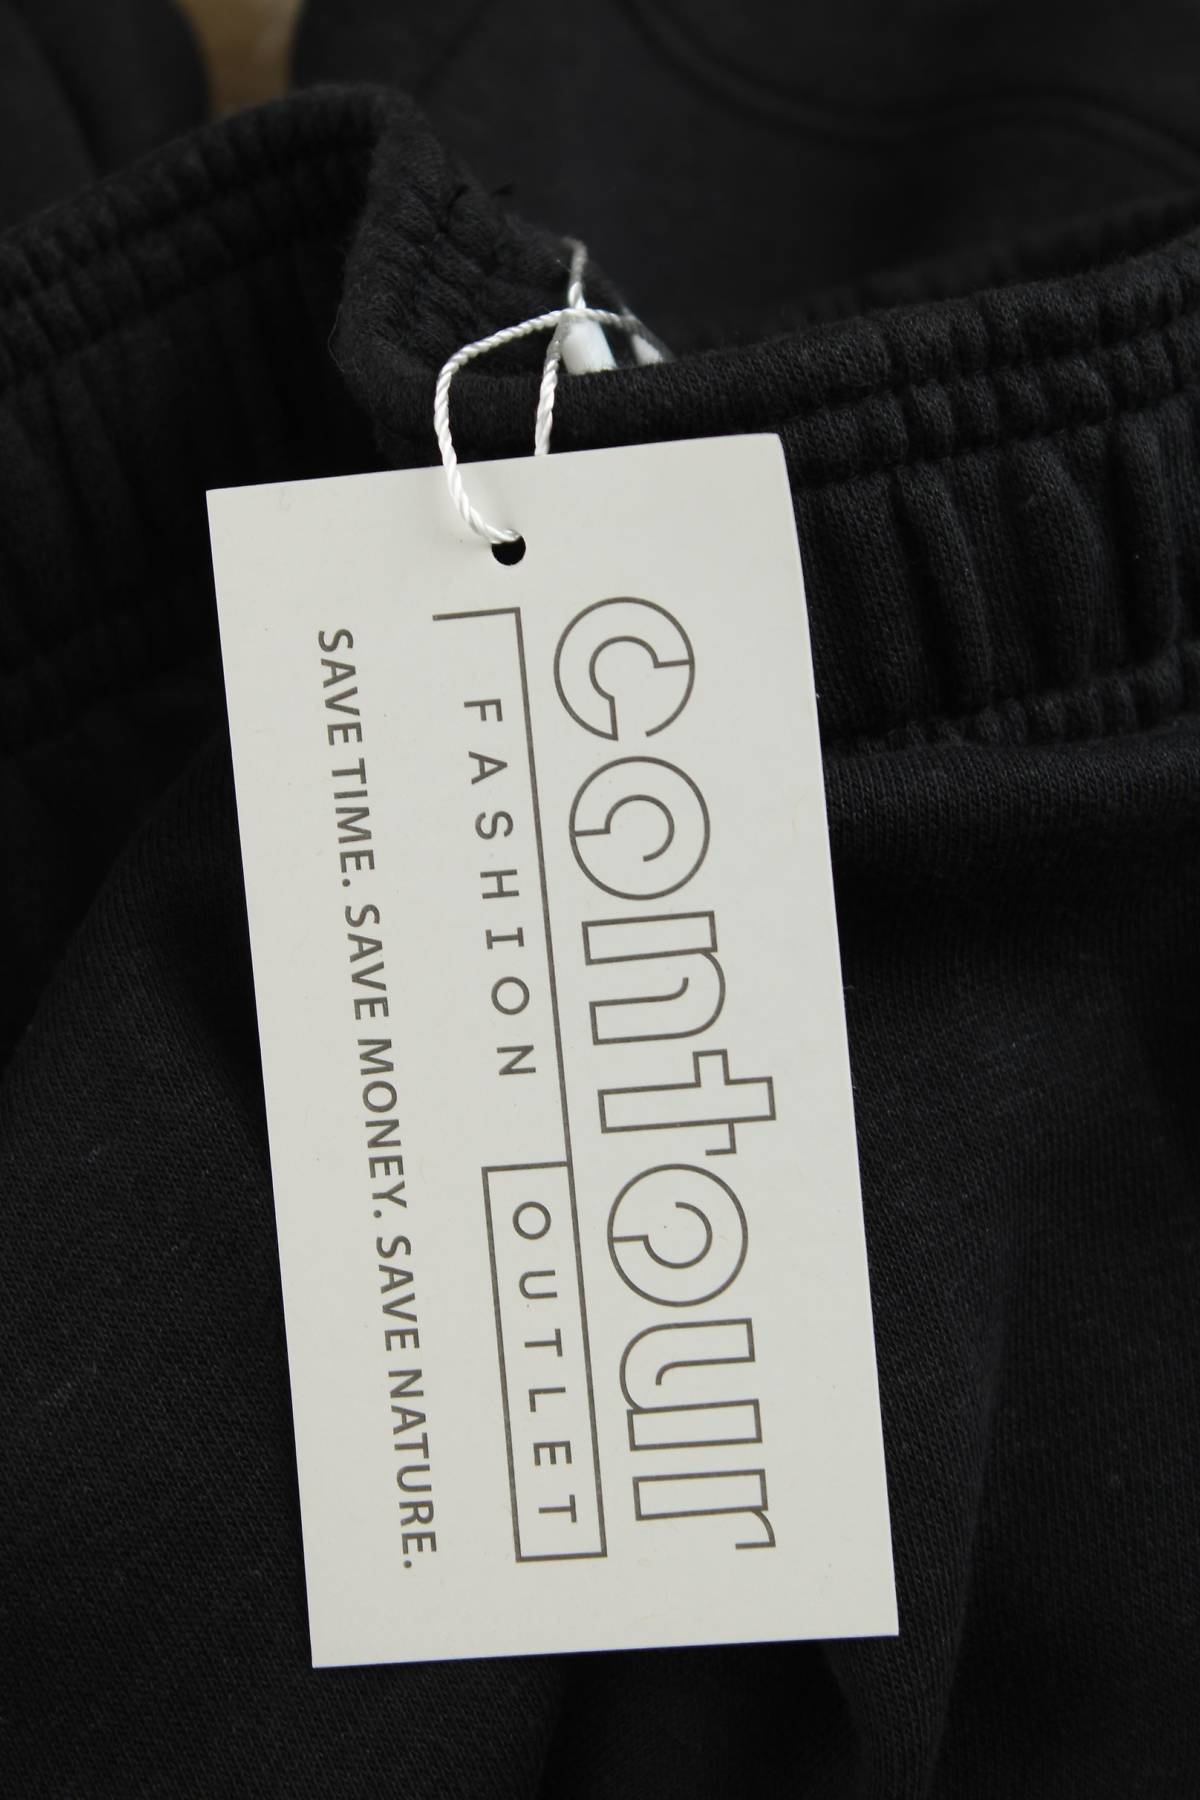 contour
FASHION OUTLET
SAVE TIME. SAVE MONEY. SAVE NATURE.